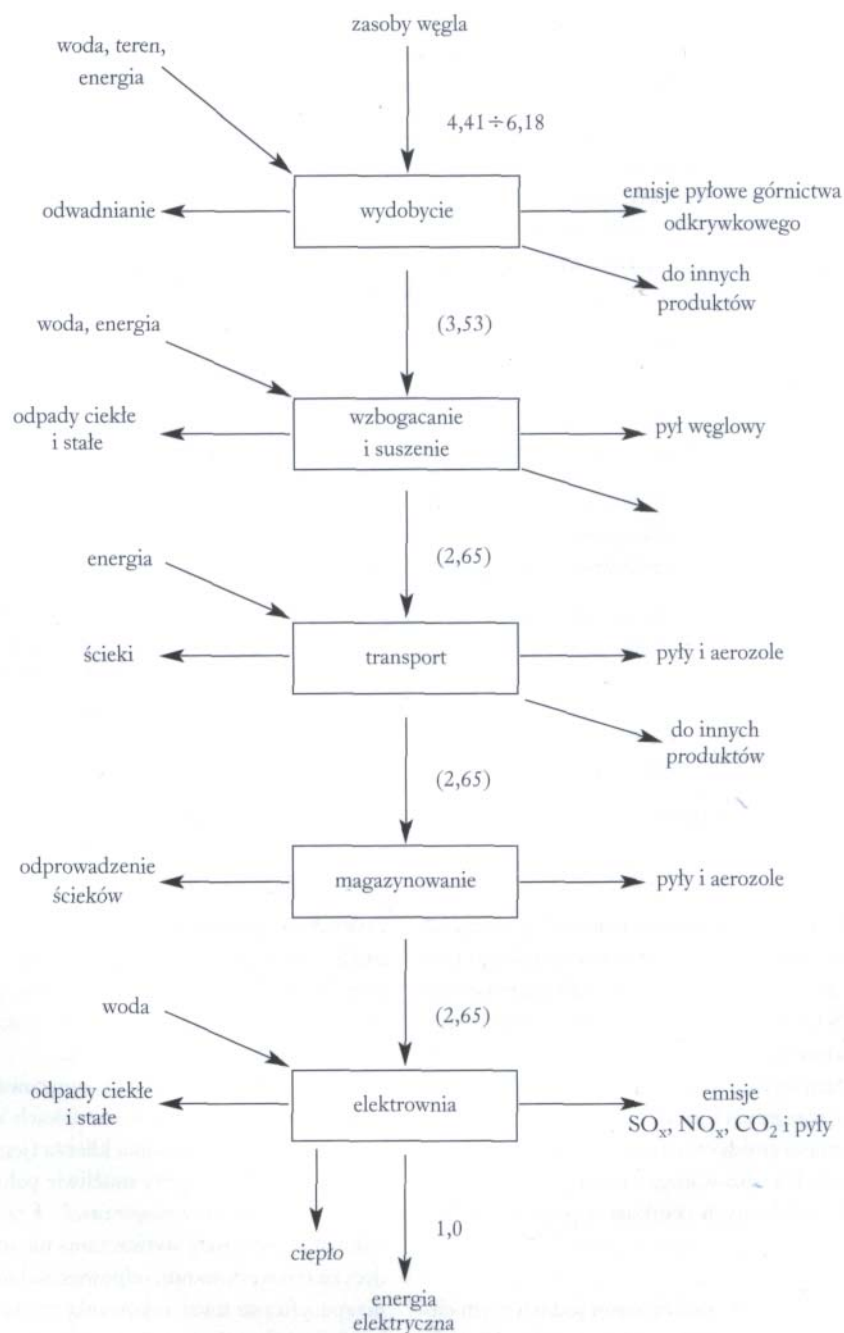 zasoby węgla
woda, teren,
energia
4,41÷6,18
odwadnianie
wydobycie
emisje pyłowe górnictwa
odkrywkowego
do innych
produktów
woda, energia
(3,53)
odpady ciekłe
i stałe
wzbogacanie
i suszenie
pył węglowy
energia
(2,65)
ścieki
transport
pyły i aerozole
do innych
produktów
(2,65)
odprowadzenie
ścieków
magazynowanie
pyły i aerozole
woda
(2,65)
odpady ciekłe
i stałe
elektrownia
emisje
SOₓ, NOₓ, CO₂ i pyły
ciepło
1,0
energia
elektryczna